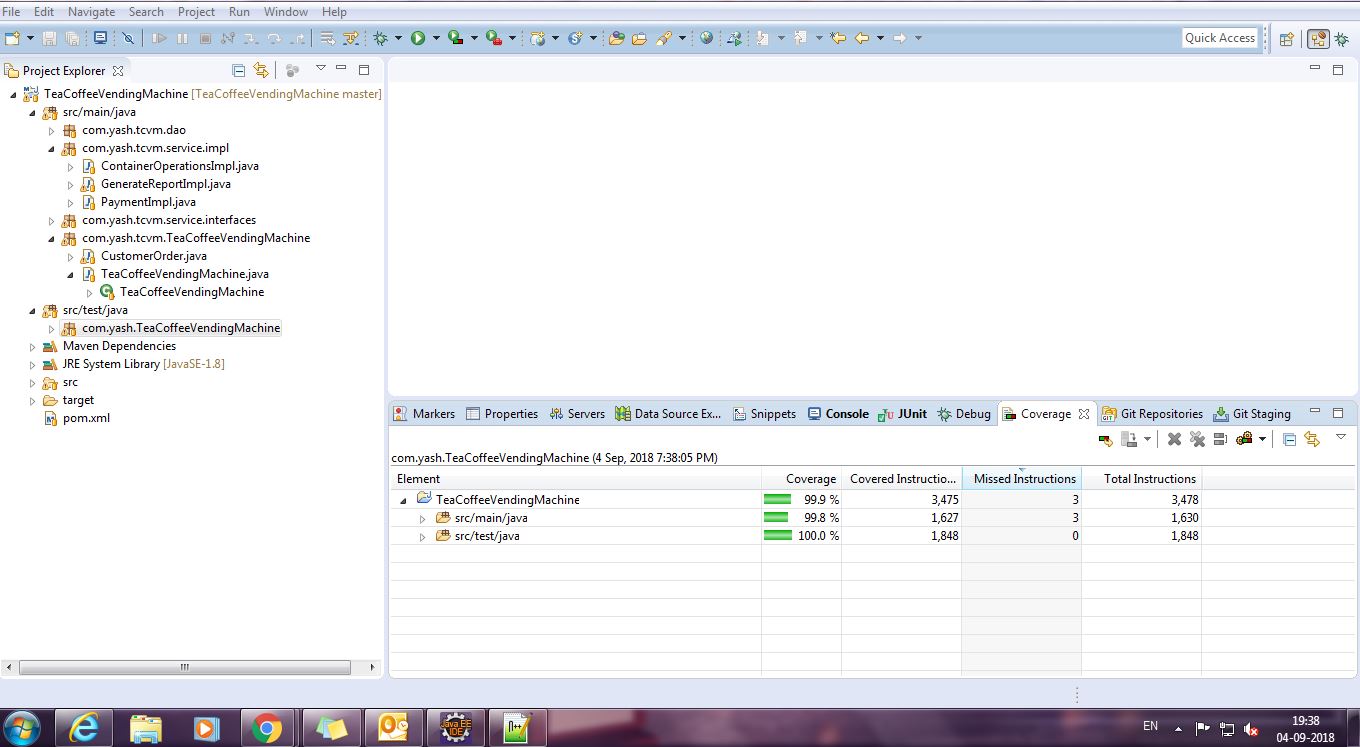 File Edit Navigate Search Project Run Window Help
Quick Access
Project Explorer
TeaCoffeeVendingMachine [TeaCoffeeVendingMachine master]
src/main/java
com.yash.tcvm.dao
com.yash.tcvm.service.impl
ContainerOperationsImpl.java
GenerateReportImpl.java
PaymentImpl.java
com.yash.tcvm.service.interfaces
com.yash.tcvm.TeaCoffeeVendingMachine
CustomerOrder.java
TeaCoffeeVendingMachine.java
TeaCoffeeVendingMachine
src/test/java
com.yash.TeaCoffeeVendingMachine
Maven Dependencies
JRE System Library [JavaSE-1.8]
src
target
pom.xml
Markers Properties Servers Data Source Ex... Snippets Console JUnit Debug Coverage Git Repositories Git Staging
com.yash.TeaCoffeeVendingMachine (4 Sep, 2018 7:38:05 PM)
Element Coverage Covered Instructio... Missed Instructions Total Instructions
TeaCoffeeVendingMachine 99.9 % 3,475 3 3,478
src/main/java 99.8 % 1,627 3 1,630
src/test/java 100.0 % 1,848 0 1,848
Java EE
IDE
EN
19:38
04-09-2018